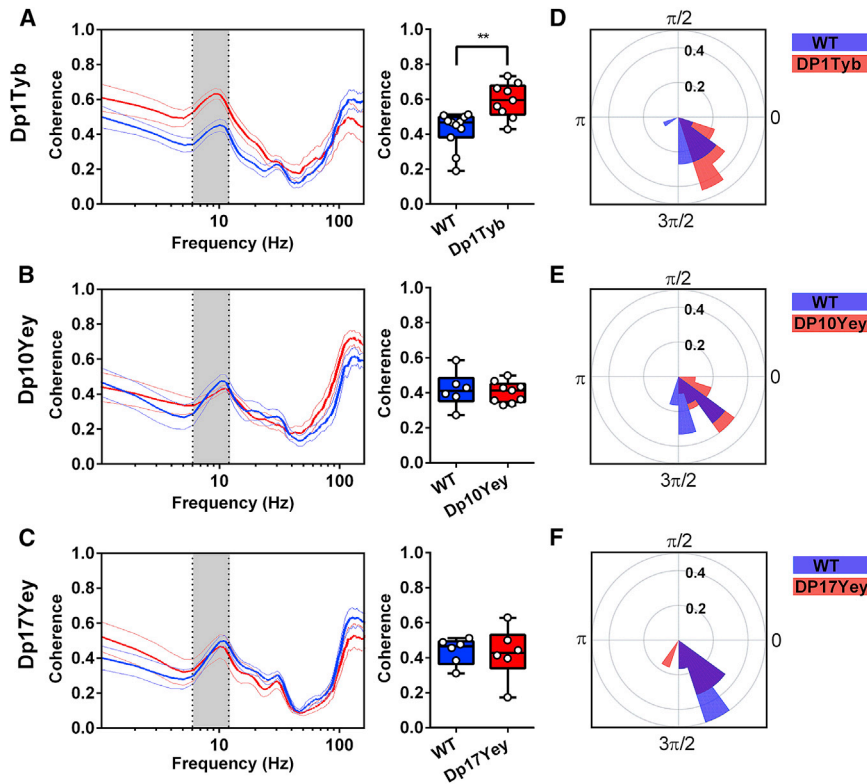 A
Dp1Tyb
Coherence
1.0
0.8
0.6
0.4
0.2
0.0
10
100
Frequency (Hz)
Coherence
1.0
0.8
0.6
0.4
0.2
0.0
**
WT
Dp1Tyb
D
π/2
0.4
0.2
π
0
3π/2
WT
DP1Tyb
B
Dp10Yey
Coherence
1.0
0.8
0.6
0.4
0.2
0.0
10
100
Frequency (Hz)
Coherence
1.0
0.8
0.6
0.4
0.2
0.0
WT
Dp10Yey
E
π/2
0.4
0.2
π
0
3π/2
WT
DP10Yey
C
Dp17Yey
Coherence
1.0
0.8
0.6
0.4
0.2
0.0
10
100
Frequency (Hz)
Coherence
1.0
0.8
0.6
0.4
0.2
0.0
WT
Dp17Yey
F
π/2
0.4
0.2
π
0
3π/2
WT
DP17Yey